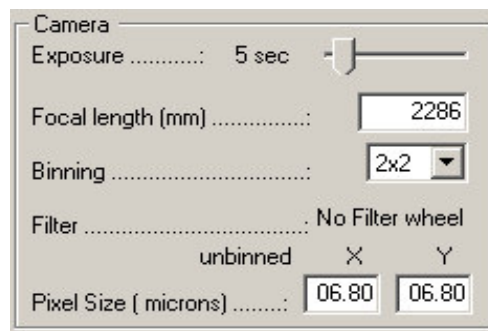 Camera
Exposure ...........: 5 sec
Focal length (mm) ...............: 2286
Binning ...............................: 2x2
Filter ...................................: No Filter wheel
unbinned X Y
Pixel Size ( microns) ........: 06.80 06.80